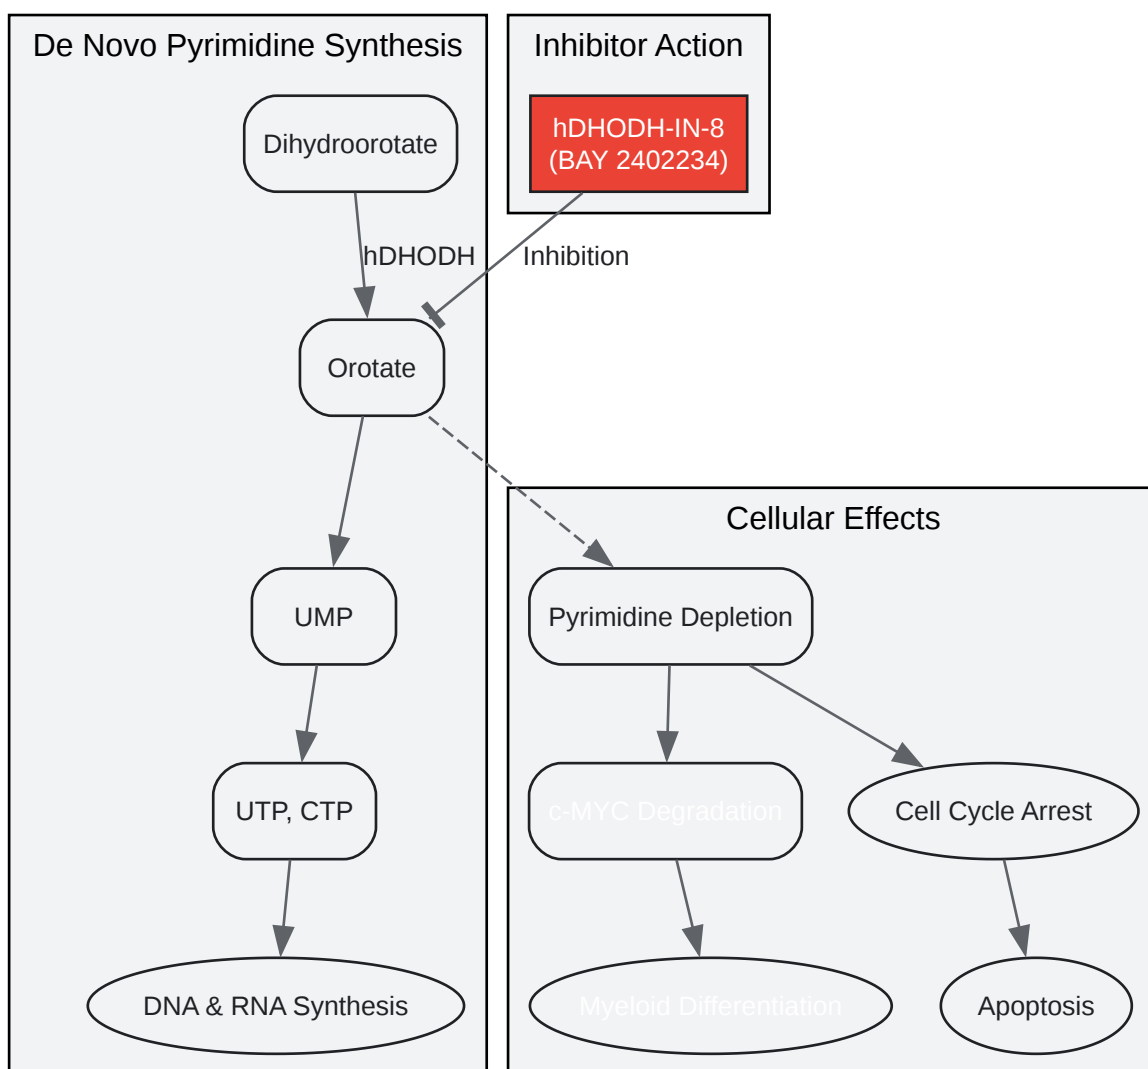 De Novo Pyrimidine Synthesis
Dihydroorotate
hDHODH
Orotate
UMP
UTP, CTP
DNA & RNA Synthesis
Inhibitor Action
hDHODH-IN-8
(BAY 2402234)
Inhibition
Cellular Effects
Pyrimidine Depletion
c-MYC Degradation
Cell Cycle Arrest
Myeloid Differentiation
Apoptosis